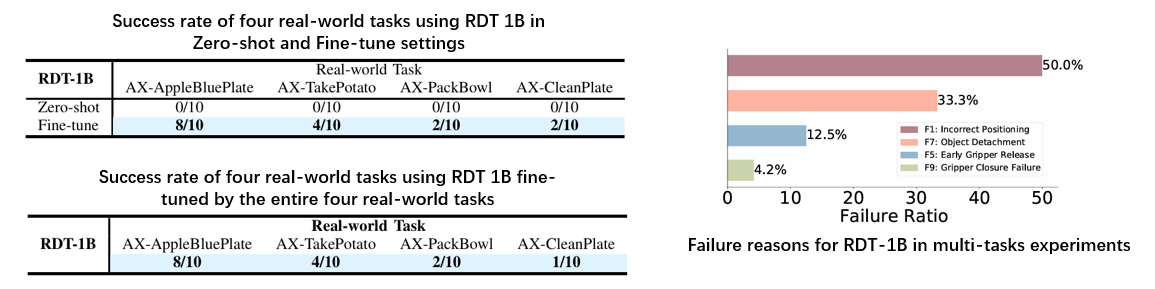 Success rate of four real-world tasks using RDT 1B in
Zero-shot and Fine-tune settings
RDT-1B
Real-world Task
AX-AppleBluePlate AX-TakePotato AX-PackBowl AX-CleanPlate
Zero-shot 0/10 0/10 0/10 0/10
Fine-tune 8/10 4/10 2/10 2/10
Success rate of four real-world tasks using RDT 1B fine-
tuned by the entire four real-world tasks
RDT-1B
Real-world Task
AX-AppleBluePlate AX-TakePotato AX-PackBowl AX-CleanPlate
8/10 4/10 2/10 1/10
50.0%
33.3%
12.5%
4.2%
F1: Incorrect Positioning
F7: Object Detachment
F5: Early Gripper Release
F9: Gripper Closure Failure
0 10 20 30 40 50
Failure Ratio
Failure reasons for RDT-1B in multi-tasks experiments